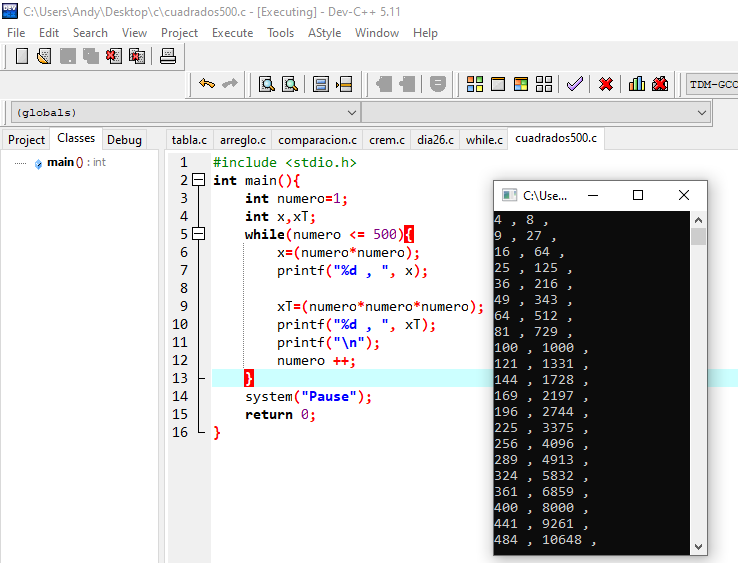 C:\Users\Andy\Desktop\c\cuadrados500.c - [Executing] - Dev-C++ 5.11
File Edit Search View Project Execute Tools AStyle Window Help
TDM-GCC
(globals)
Project Classes Debug
tabla.c arreglo.c comparacion.c crem.c dia26.c while.c cuadrados500.c
main () : int
1 #include <stdio.h>
2 int main(){
3 int numero=1;
4 int x,xT;
5 while(numero <= 500){
6 x=(numero*numero);
7 printf("%d , ", x);
8
9 xT=(numero*numero*numero);
10 printf("%d , ", xT);
11 printf("\n");
12 numero ++;
13 }
14 system("Pause");
15 return 0;
16 }
C:\Use...
4 , 8 ,
9 , 27 ,
16 , 64 ,
25 , 125 ,
36 , 216 ,
49 , 343 ,
64 , 512 ,
81 , 729 ,
100 , 1000 ,
121 , 1331 ,
144 , 1728 ,
169 , 2197 ,
196 , 2744 ,
225 , 3375 ,
256 , 4096 ,
289 , 4913 ,
324 , 5832 ,
361 , 6859 ,
400 , 8000 ,
441 , 9261 ,
484 , 10648 ,